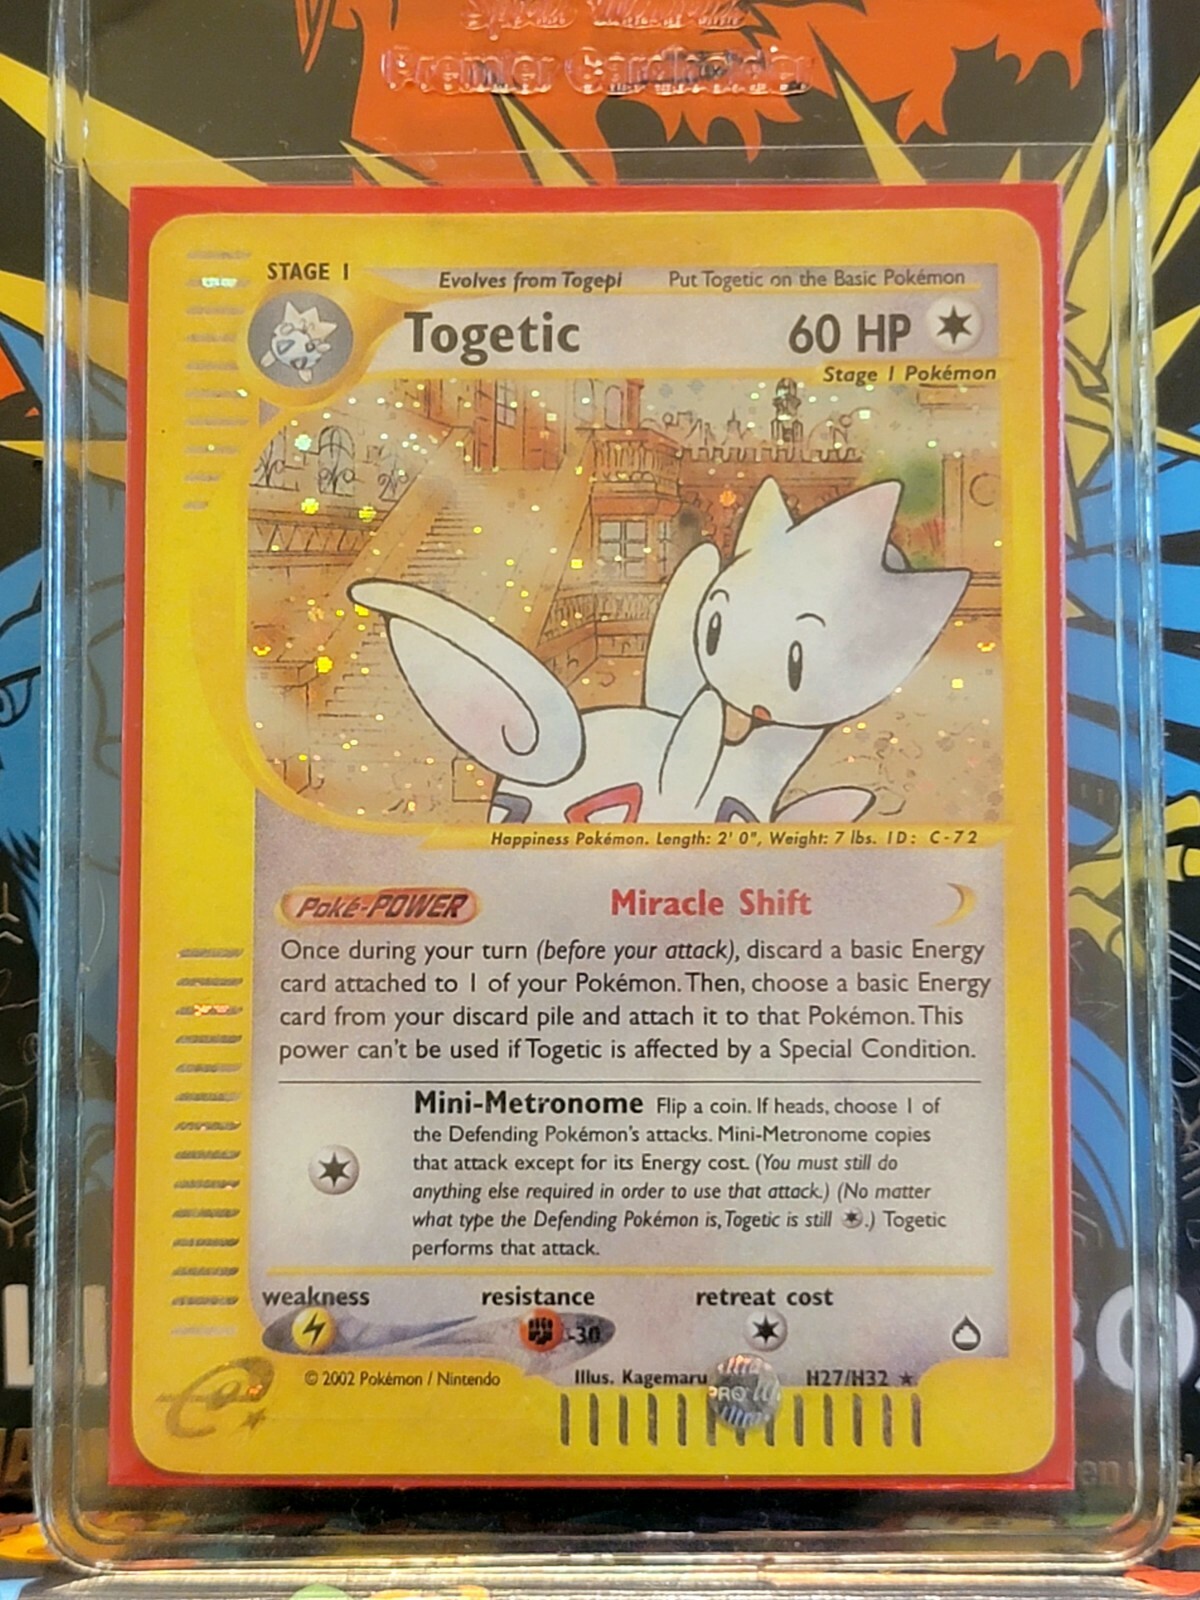 Premier Cardholder
STAGE 1
Evolves from Togepi
Put Togetic on the Basic Pokémon
Togetic
60 HP
Stage 1 Pokémon
Happiness Pokémon. Length: 2' 0", Weight: 7 lbs. ID: C-72
Poké-POWER
Miracle Shift
Once during your turn (before your attack), discard a basic Energy
card attached to 1 of your Pokémon. Then, choose a basic Energy
card from your discard pile and attach it to that Pokémon. This
power can't be used if Togetic is affected by a Special Condition.
Mini-Metronome Flip a coin. If heads, choose 1 of
the Defending Pokémon's attacks. Mini-Metronome copies
that attack except for its Energy cost. (You must still do
anything else required in order to use that attack.) (No matter
what type the Defending Pokémon is, Togetic is still .) Togetic
performs that attack.
weakness
resistance
retreat cost
-30
© 2002 Pokémon / Nintendo
Illus. Kagemaru
H27/H32